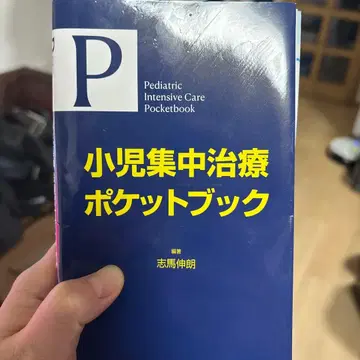 P
Pediatric
Intensive Care
Pocketbook
小児集中治療
ポケットブック
編著
志馬伸朗